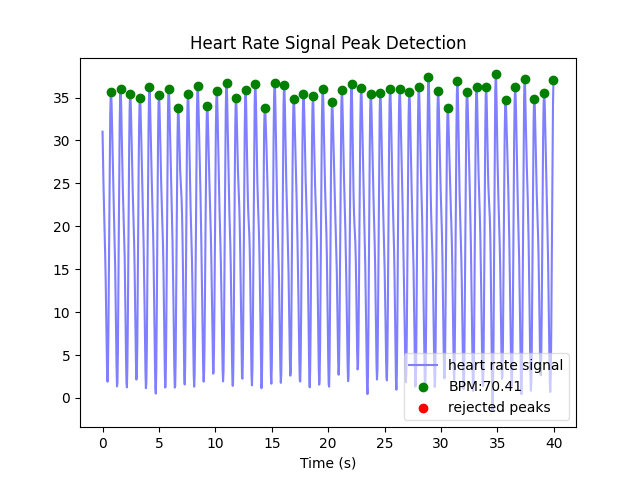 Heart Rate Signal Peak Detection
35
30
25
20
15
10
5
0
heart rate signal
BPM:70.41
rejected peaks
0 5 10 15 20 25 30 35 40
Time (s)